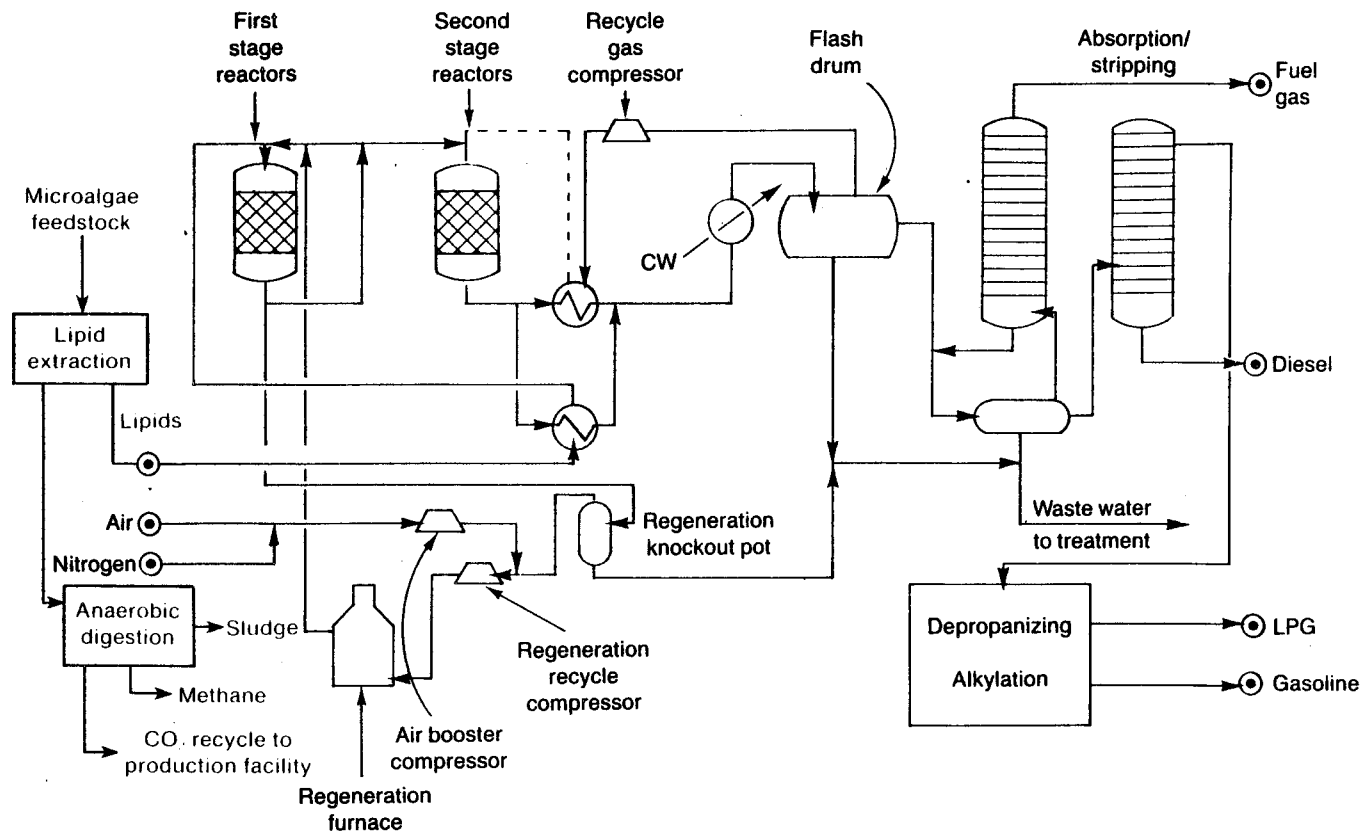 First
stage
reactors
Second
stage
reactors
Recycle
gas
compressor
Flash
drum
Absorption/
stripping
Fuel
gas
Microalgae
feedstock
CW
Lipid
extraction
Diesel
Lipids
Air
Nitrogen
Regeneration
knockout pot
Waste water
to treatment
Anaerobic
digestion
Sludge
Methane
CO. recycle to
production facility
Regeneration
recycle
compressor
Air booster
compressor
Regeneration
furnace
Depropanizing
Alkylation
LPG
Gasoline